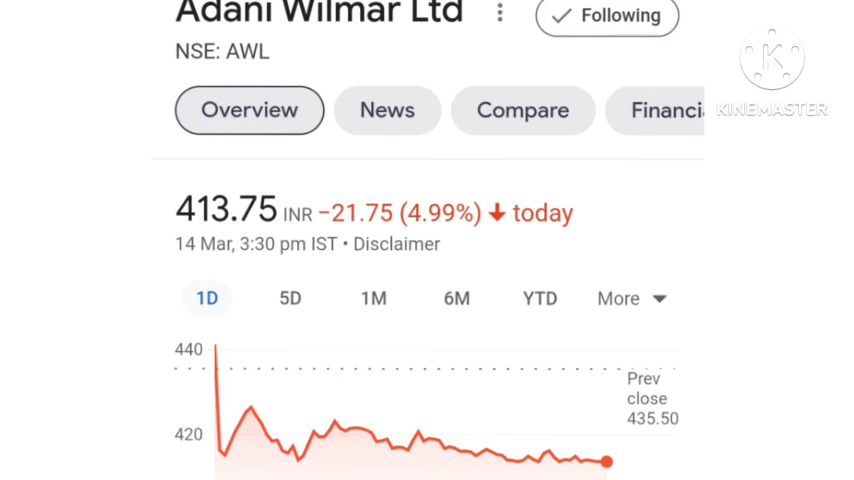 Adani Wilmar Ltd
Following
NSE: AWL
Overview
News
Compare
Financi
KINEMASTER
413.75 INR −21.75 (4.99%) today
14 Mar, 3:30 pm IST • Disclaimer
1D
5D
1M
6M
YTD
More
440
Prev
close
435.50
420